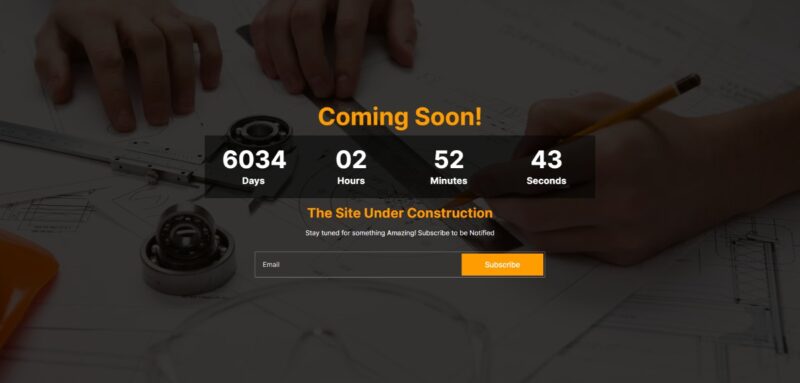 Coming Soon!
6034 02 52 43
Days Hours Minutes Seconds
The Site Under Construction
Stay tuned for something Amazing! Subscribe to be Notified
Email Subscribe